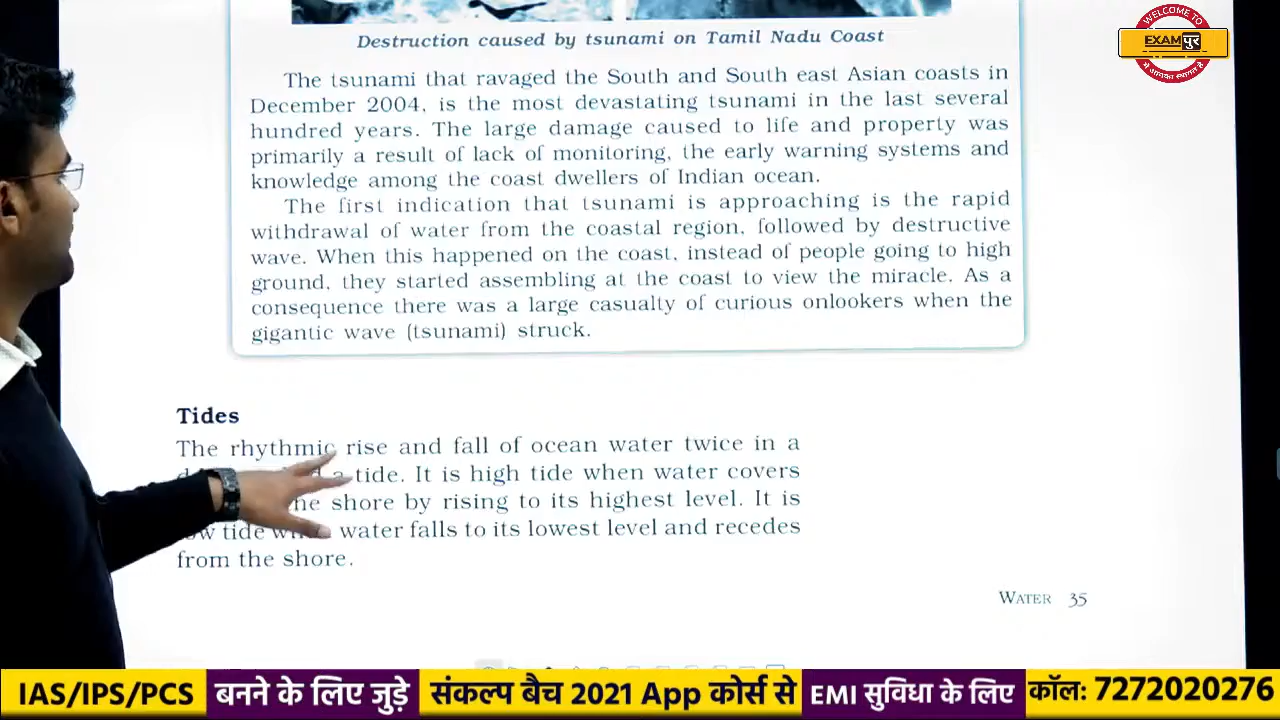 WELCOME TO
EXAMपुर
में आपका स्वागत है
Destruction caused by tsunami on Tamil Nadu Coast
The tsunami that ravaged the South and South east Asian coasts in
December 2004, is the most devastating tsunami in the last several
hundred years. The large damage caused to life and property was
primarily a result of lack of monitoring, the early warning systems and
knowledge among the coast dwellers of Indian ocean.
The first indication that tsunami is approaching is the rapid
withdrawal of water from the coastal region, followed by destructive
wave. When this happened on the coast, instead of people going to high
ground, they started assembling at the coast to view the miracle. As a
consequence there was a large casualty of curious onlookers when the
gigantic wave (tsunami) struck.
Tides
The rhythmic rise and fall of ocean water twice in a
a tide. It is high tide when water covers
the shore by rising to its highest level. It is
low tide when water falls to its lowest level and recedes
from the shore.
WATER 35
IAS/IPS/PCS बनने के लिए जुड़े संकल्प बैच 2021 App कोर्स से EMI सुविधा के लिए कॉल: 7272020276